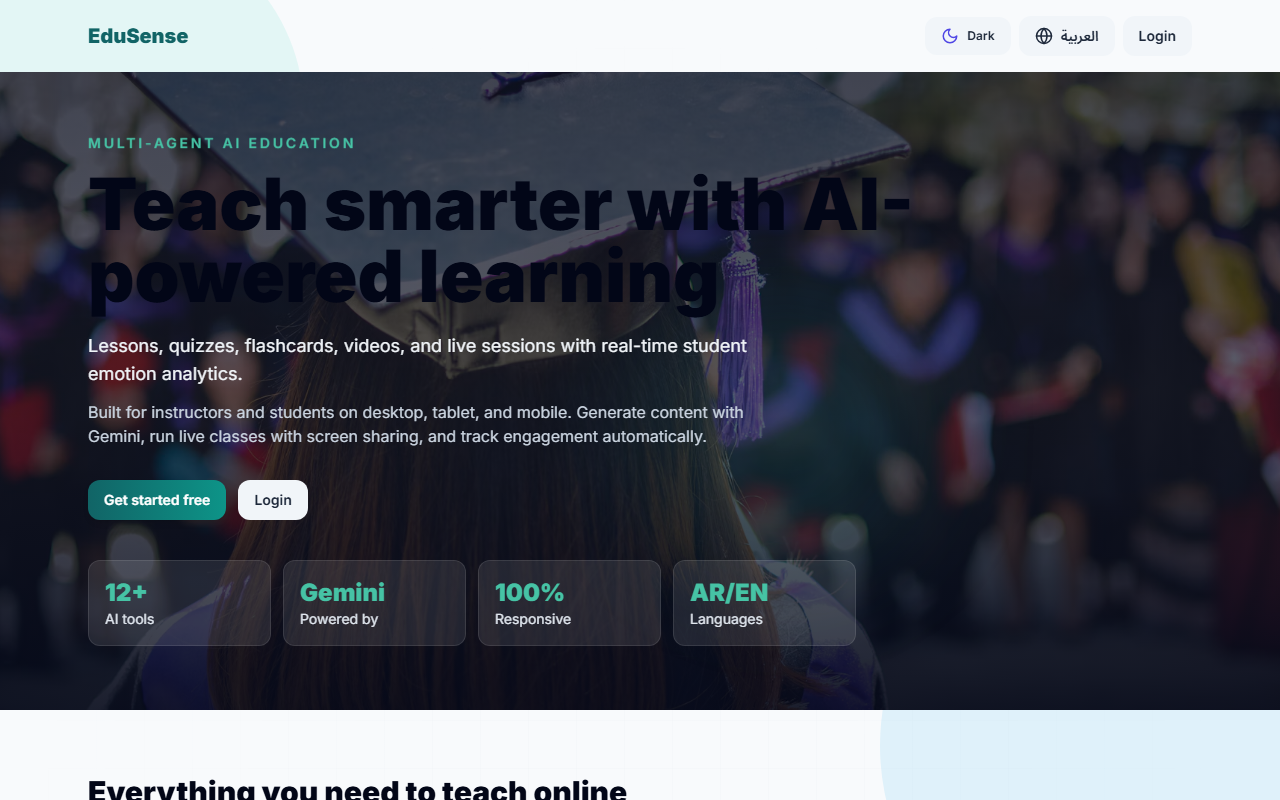 EduSense
Dark
العربية
Login
MULTI-AGENT AI EDUCATION
Teach smarter with AI-
powered learning
Lessons, quizzes, flashcards, videos, and live sessions with real-time student
emotion analytics.
Built for instructors and students on desktop, tablet, and mobile. Generate content with
Gemini, run live classes with screen sharing, and track engagement automatically.
Get started free
Login
12+
AI tools
Gemini
Powered by
100%
Responsive
AR/EN
Languages
Everything you need to teach online